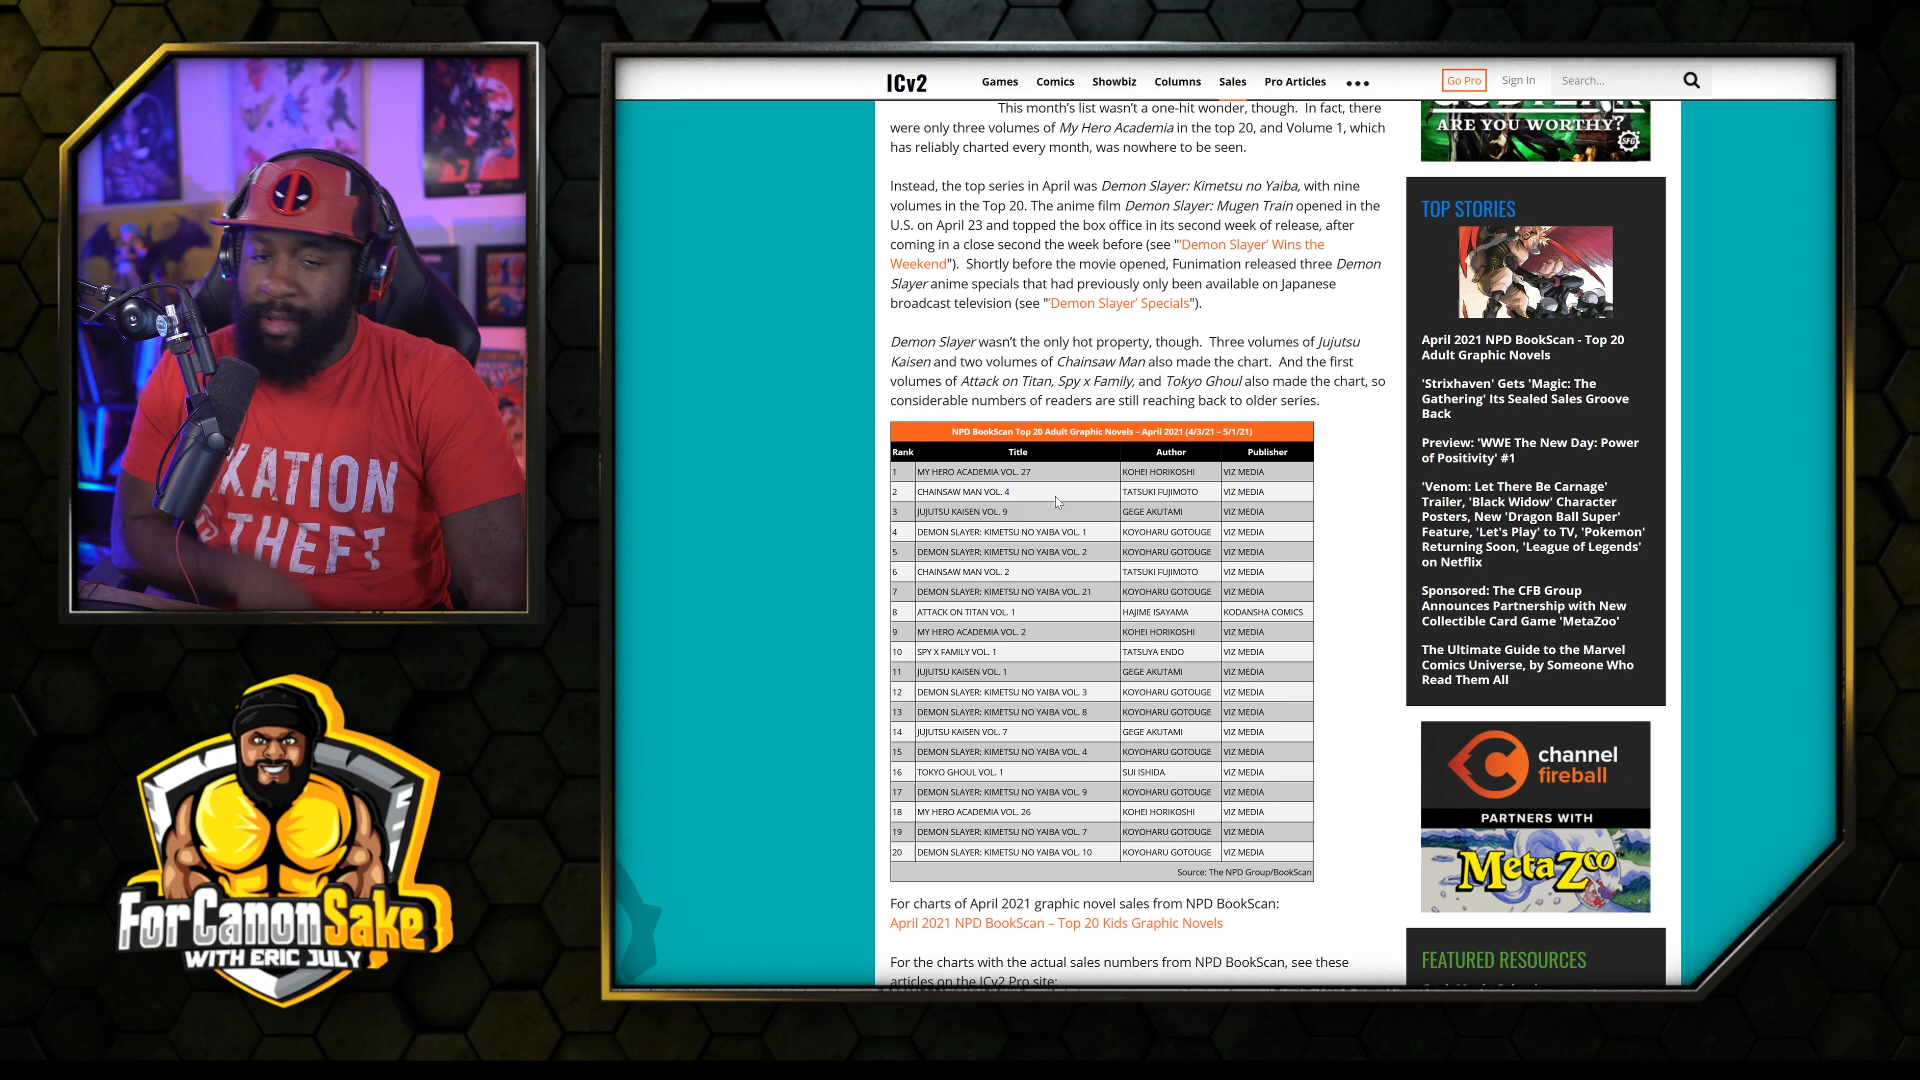 XATION
THEFT
ForCanonSake
WITH ERIC JULY
ICv2
Games Comics Showbiz Columns Sales Pro Articles •••
Go Pro Sign In Search...
This month's list wasn't a one-hit wonder, though. In fact, there
were only three volumes of My Hero Academia in the top 20, and Volume 1, which
has reliably charted every month, was nowhere to be seen.
Instead, the top series in April was Demon Slayer: Kimetsu no Yaiba, with nine
volumes in the Top 20. The anime film Demon Slayer: Mugen Train opened in the
U.S. on April 23 and topped the box office in its second week of release, after
coming in a close second the week before (see "'Demon Slayer' Wins the
Weekend"). Shortly before the movie opened, Funimation released three Demon
Slayer anime specials that had previously only been available on Japanese
broadcast television (see "'Demon Slayer' Specials").
Demon Slayer wasn't the only hot property, though. Three volumes of Jujutsu
Kaisen and two volumes of Chainsaw Man also made the chart. And the first
volumes of Attack on Titan, Spy x Family, and Tokyo Ghoul also made the chart, so
considerable numbers of readers are still reaching back to older series.
NPD BookScan Top 20 Adult Graphic Novels – April 2021 (4/3/21 – 5/1/21)
Rank Title Author Publisher
1 MY HERO ACADEMIA VOL. 27 KOHEI HORIKOSHI VIZ MEDIA
2 CHAINSAW MAN VOL. 4 TATSUKI FUJIMOTO VIZ MEDIA
3 JUJUTSU KAISEN VOL. 9 GEGE AKUTAMI VIZ MEDIA
4 DEMON SLAYER: KIMETSU NO YAIBA VOL. 1 KOYOHARU GOTOUGE VIZ MEDIA
5 DEMON SLAYER: KIMETSU NO YAIBA VOL. 2 KOYOHARU GOTOUGE VIZ MEDIA
6 CHAINSAW MAN VOL. 2 TATSUKI FUJIMOTO VIZ MEDIA
7 DEMON SLAYER: KIMETSU NO YAIBA VOL. 21 KOYOHARU GOTOUGE VIZ MEDIA
8 ATTACK ON TITAN VOL. 1 HAJIME ISAYAMA KODANSHA COMICS
9 MY HERO ACADEMIA VOL. 2 KOHEI HORIKOSHI VIZ MEDIA
10 SPY X FAMILY VOL. 1 TATSUYA ENDO VIZ MEDIA
11 JUJUTSU KAISEN VOL. 1 GEGE AKUTAMI VIZ MEDIA
12 DEMON SLAYER: KIMETSU NO YAIBA VOL. 3 KOYOHARU GOTOUGE VIZ MEDIA
13 DEMON SLAYER: KIMETSU NO YAIBA VOL. 8 KOYOHARU GOTOUGE VIZ MEDIA
14 JUJUTSU KAISEN VOL. 7 GEGE AKUTAMI VIZ MEDIA
15 DEMON SLAYER: KIMETSU NO YAIBA VOL. 4 KOYOHARU GOTOUGE VIZ MEDIA
16 TOKYO GHOUL VOL. 1 SUI ISHIDA VIZ MEDIA
17 DEMON SLAYER: KIMETSU NO YAIBA VOL. 9 KOYOHARU GOTOUGE VIZ MEDIA
18 MY HERO ACADEMIA VOL. 26 KOHEI HORIKOSHI VIZ MEDIA
19 DEMON SLAYER: KIMETSU NO YAIBA VOL. 7 KOYOHARU GOTOUGE VIZ MEDIA
20 DEMON SLAYER: KIMETSU NO YAIBA VOL. 10 KOYOHARU GOTOUGE VIZ MEDIA
Source: The NPD Group/BookScan
For charts of April 2021 graphic novel sales from NPD BookScan:
April 2021 NPD BookScan – Top 20 Kids Graphic Novels
For the charts with the actual sales numbers from NPD BookScan, see these
articles on the ICv2 Pro site:
ARE YOU WORTHY?
SFG
TOP STORIES
April 2021 NPD BookScan - Top 20
Adult Graphic Novels
'Strixhaven' Gets 'Magic: The
Gathering' Its Sealed Sales Groove
Back
Preview: 'WWE The New Day: Power
of Positivity' #1
'Venom: Let There Be Carnage'
Trailer, 'Black Widow' Character
Posters, New 'Dragon Ball Super'
Feature, 'Let's Play' to TV, 'Pokemon'
Returning Soon, 'League of Legends'
on Netflix
Sponsored: The CFB Group
Announces Partnership with New
Collectible Card Game 'MetaZoo'
The Ultimate Guide to the Marvel
Comics Universe, by Someone Who
Read Them All
channel
fireball
PARTNERS WITH
MetaZoo
FEATURED RESOURCES